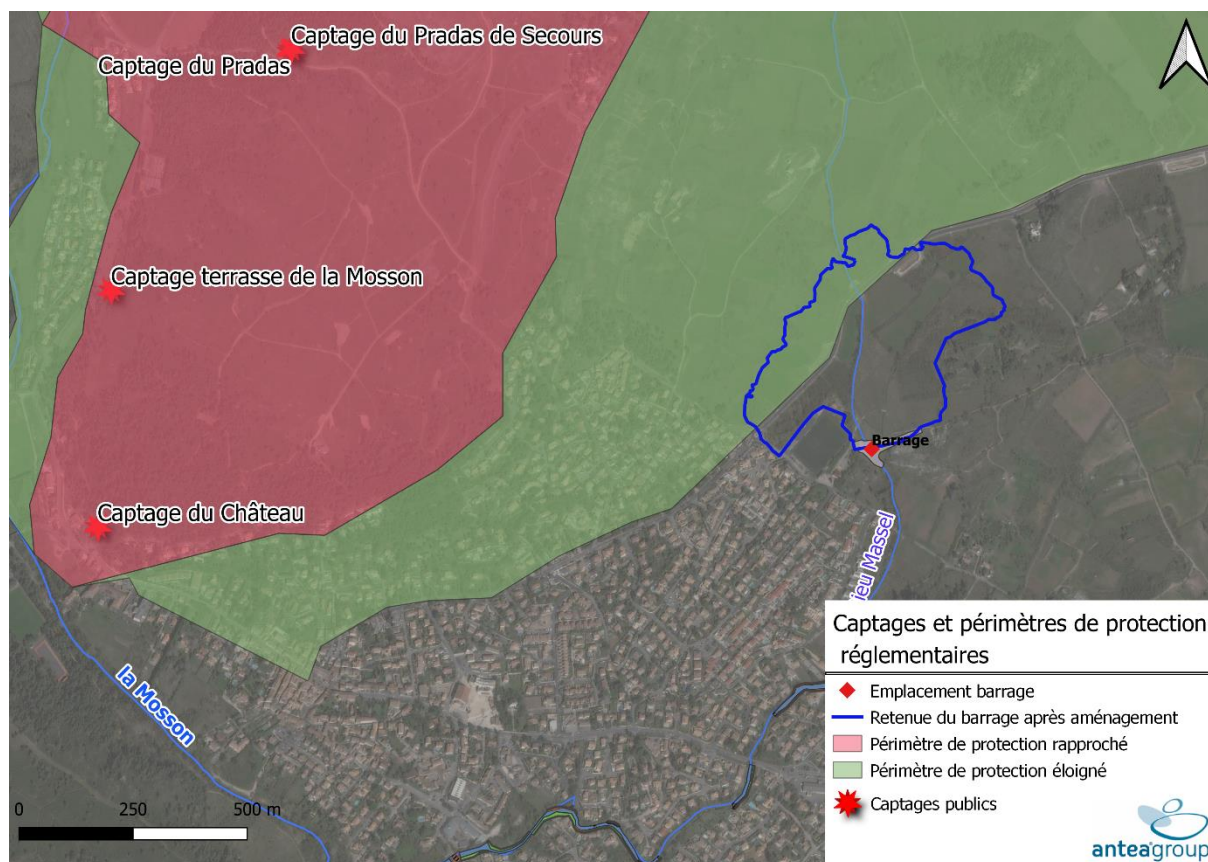 Captage du Pradas de Secours
Captage du Pradas
Captage terrasse de la Mosson
Captage du Château
Barrage
ieu Massel
la Mosson
0 250 500 m
Captages et périmètres de protection
réglementaires
Emplacement barrage
Retenue du barrage après aménagement
Périmètre de protection rapproché
Périmètre de protection éloigné
Captages publics
anteagroup